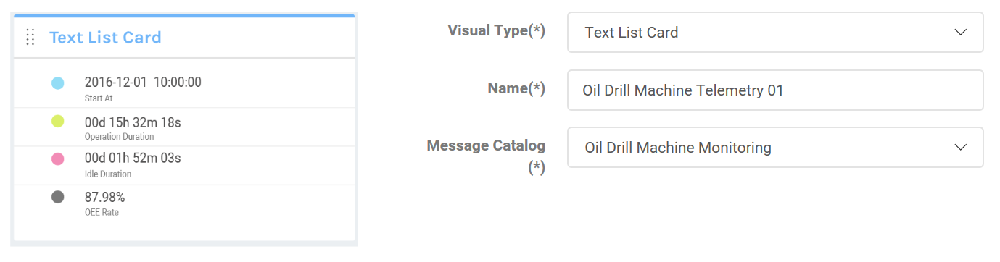 Text List Card
2016-12-01 10:00:00
Start At
00d 15h 32m 18s
Operation Duration
00d 01h 52m 03s
Idle Duration
87.98%
OEE Rate
Visual Type(*)
Text List Card
Name(*)
Oil Drill Machine Telemetry 01
Message Catalog
(*)
Oil Drill Machine Monitoring